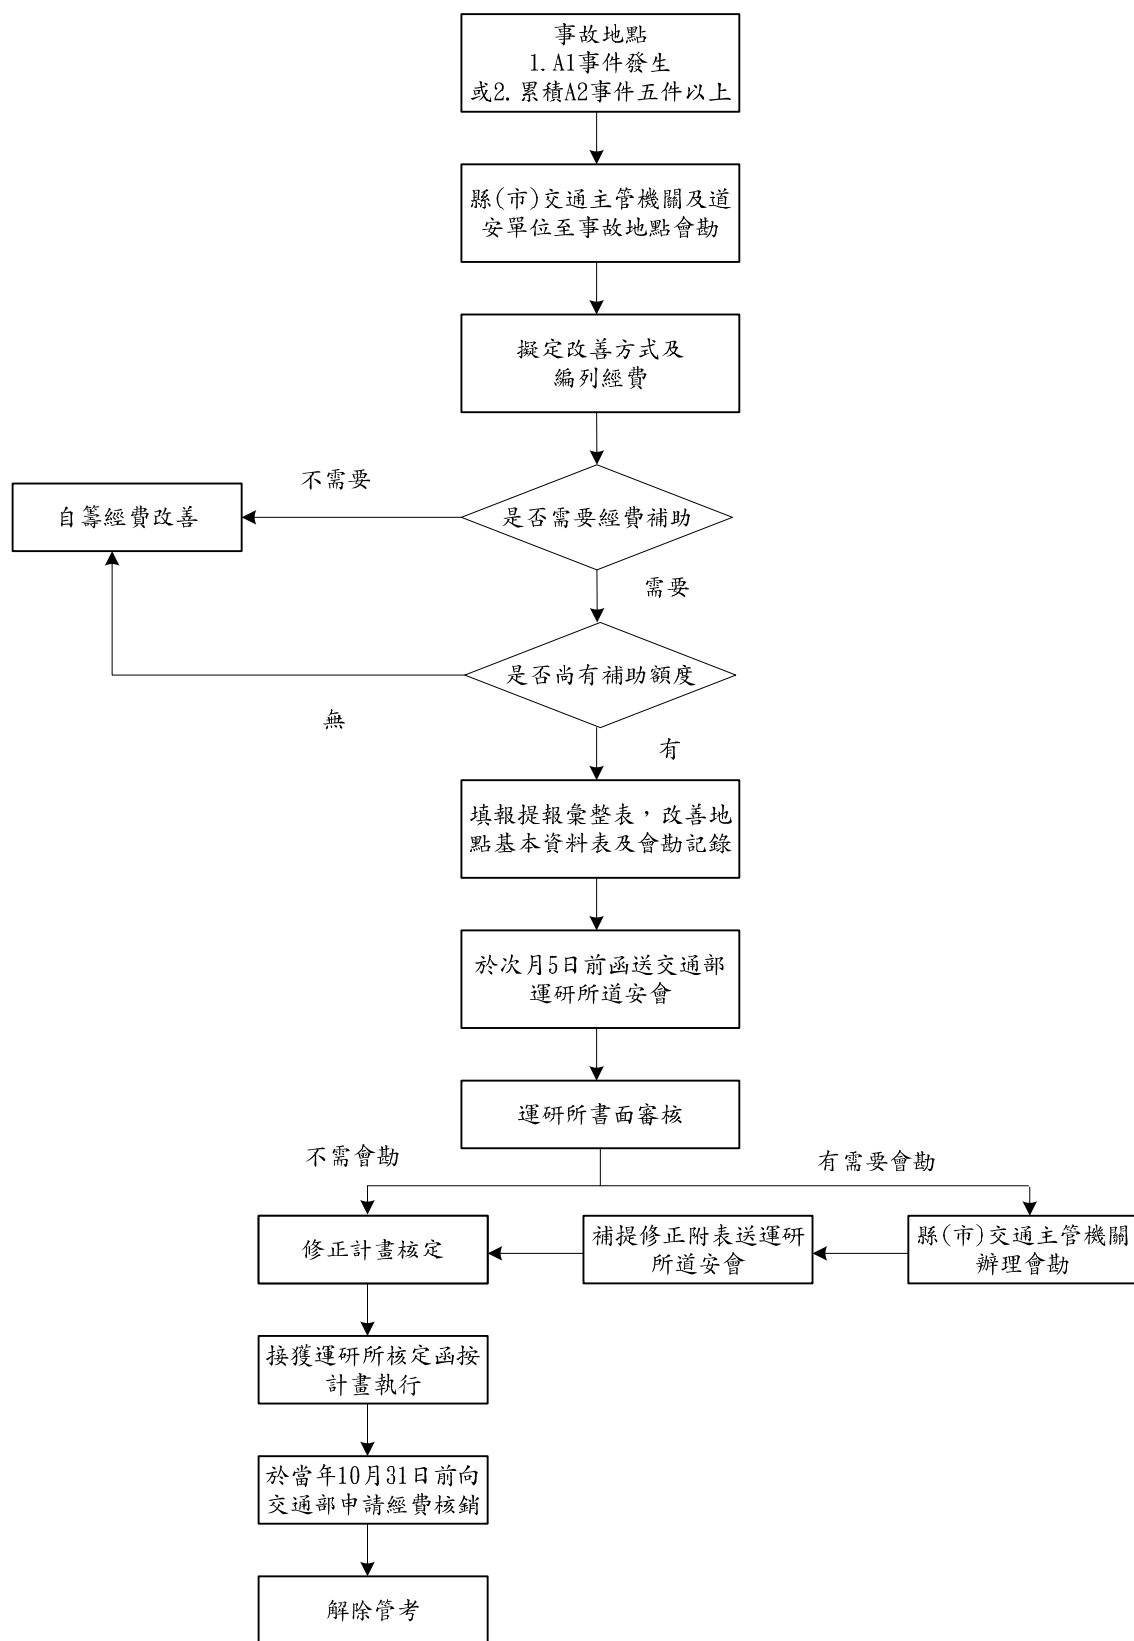 事故地點
1. A1事件發生
或2. 累積A2事件五件以上
縣(市)交通主管機關及道
安單位至事故地點會勘
擬定改善方式及
編列經費
不需要
自籌經費改善
是否需要經費補助
需要
是否尚有補助額度
無
有
填報提報彙整表，改善地
點基本資料表及會勘記錄
於次月5日前函送交通部
運研所道安會
運研所書面審核
不需會勘
有需要會勘
修正計畫核定
補提修正附表送運研
所道安會
縣(市)交通主管機關
辦理會勘
接獲運研所核定函按
計畫執行
於當年10月31日前向
交通部申請經費核銷
解除管考